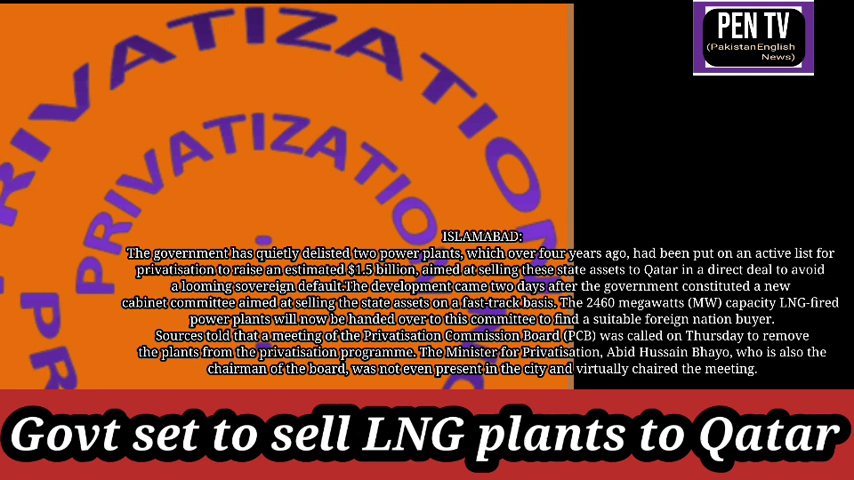 PRIVATIZATION
PRIVATIZATION
PR
PEN TV
(PakistanEnglish
News)
ISLAMABAD:
The government has quietly delisted two power plants, which over four years ago, had been put on an active list for
privatisation to raise an estimated $1.5 billion, aimed at selling these state assets to Qatar in a direct deal to avoid
a looming sovereign default.The development came two days after the government constituted a new
cabinet committee aimed at selling the state assets on a fast-track basis. The 2460 megawatts (MW) capacity LNG-fired
power plants will now be handed over to this committee to find a suitable foreign nation buyer.
Sources told that a meeting of the Privatisation Commission Board (PCB) was called on Thursday to remove
the plants from the privatisation programme. The Minister for Privatisation, Abid Hussain Bhayo, who is also the
chairman of the board, was not even present in the city and virtually chaired the meeting.
Govt set to sell LNG plants to Qatar